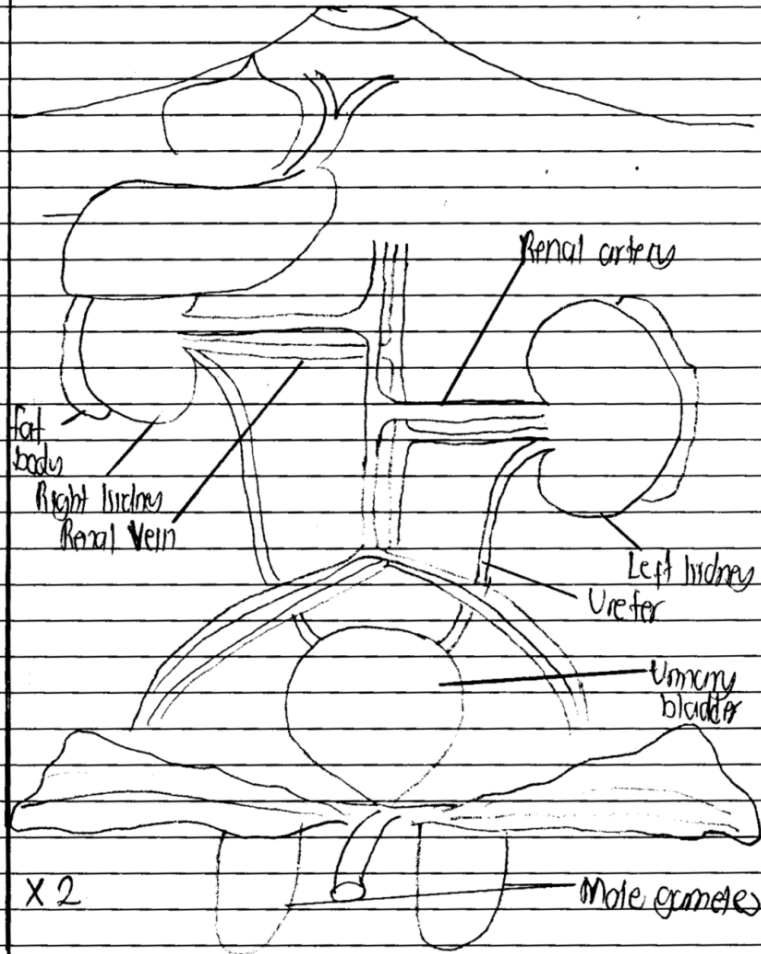 Renal artery
fat
body
Right kidney
Renal Vein
Left kidney
Ureter
Urinary
bladder
X 2
Male gametes